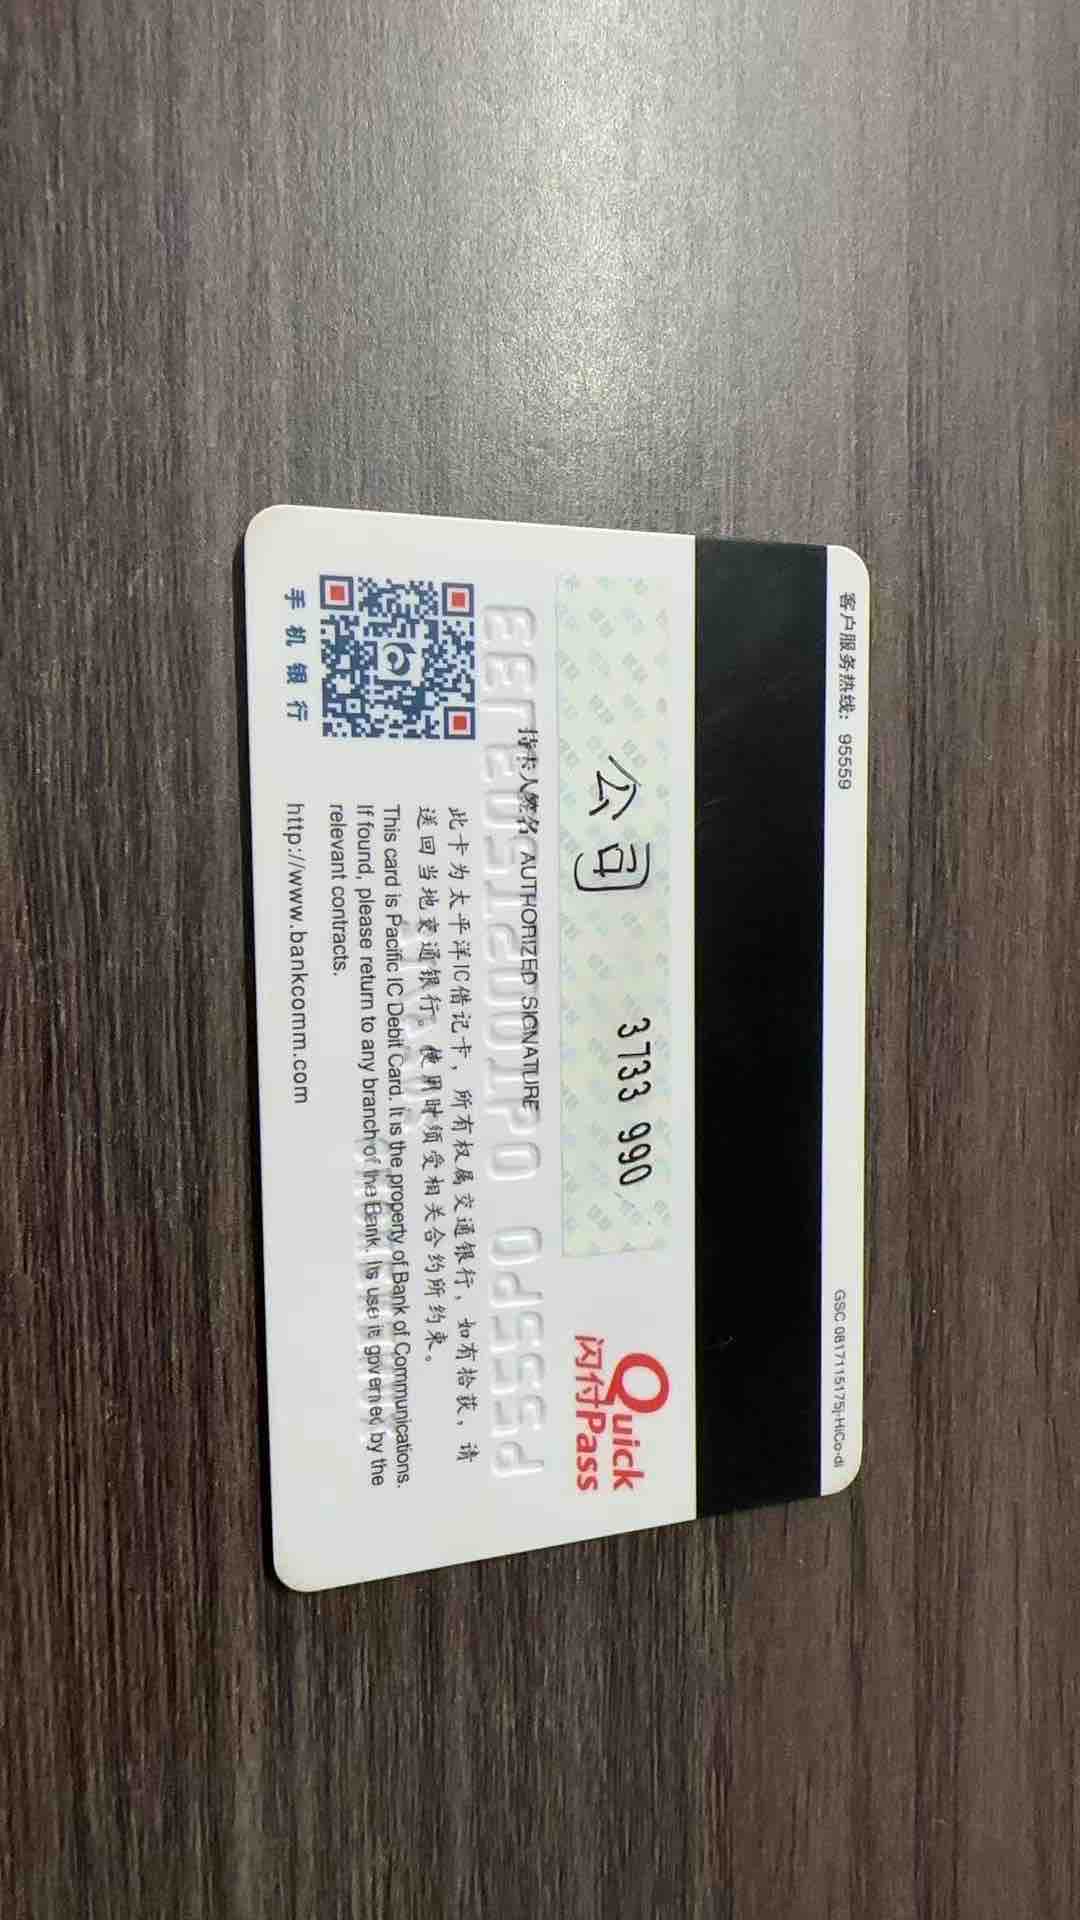 客户服务热线：95559
GSC 0817115175j-HiCo-di
公司
3733 990
持卡人签名 AUTHORIZED SIGNATURE
Quick
闪付Pass
此卡为太平洋IC借记卡，所有权属交通银行，如有拾获，请
送回当地交通银行。使用时须受相关合约所约束。
This card is Pacific IC Debit Card. It is the property of Bank of Communications.
If found, please return to any branch of the Bank. Its use is governed by the
relevant contracts.
手机银行
http://www.bankcomm.com